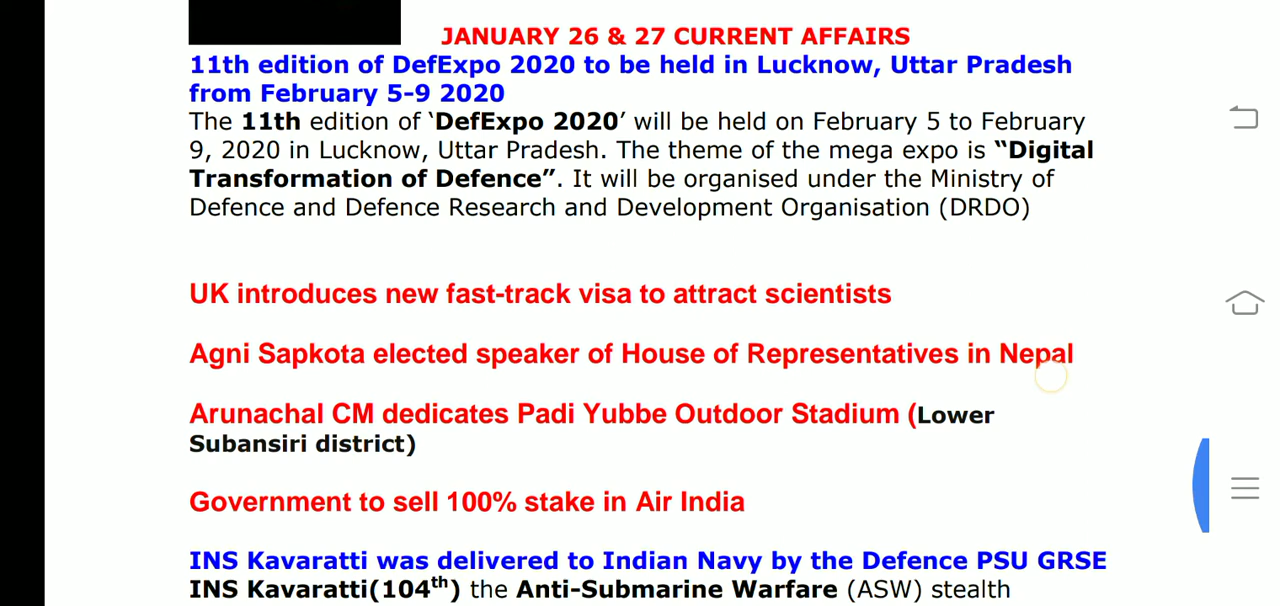 JANUARY 26 & 27 CURRENT AFFAIRS
11th edition of DefExpo 2020 to be held in Lucknow, Uttar Pradesh
from February 5-9 2020
The 11th edition of ‘DefExpo 2020’ will be held on February 5 to February
9, 2020 in Lucknow, Uttar Pradesh. The theme of the mega expo is “Digital
Transformation of Defence”. It will be organised under the Ministry of
Defence and Defence Research and Development Organisation (DRDO)
UK introduces new fast-track visa to attract scientists
Agni Sapkota elected speaker of House of Representatives in Nepal
Arunachal CM dedicates Padi Yubbe Outdoor Stadium (Lower
Subansiri district)
Government to sell 100% stake in Air India
INS Kavaratti was delivered to Indian Navy by the Defence PSU GRSE
INS Kavaratti(104th) the Anti-Submarine Warfare (ASW) stealth